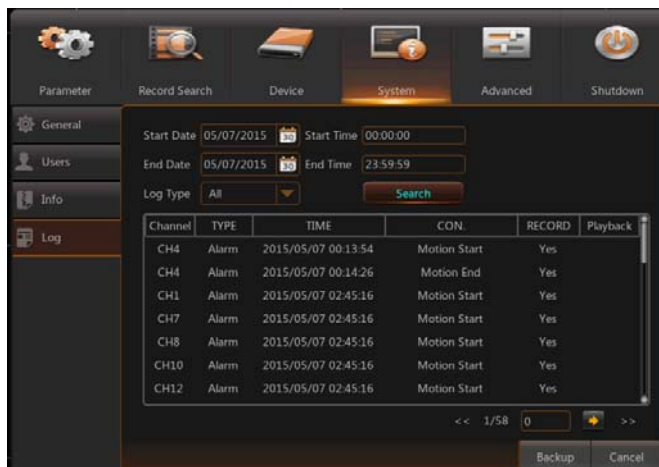 Parameter Record Search Device System Advanced Shutdown
General
Users
Info
Log
Start Date 05/07/2015 30 Start Time 00:00:00
End Date 05/07/2015 30 End Time 23:59:59
Log Type All Search
Channel TYPE TIME CON. RECORD Playback
CH4 Alarm 2015/05/07 00:13:54 Motion Start Yes
CH4 Alarm 2015/05/07 00:14:26 Motion End Yes
CH1 Alarm 2015/05/07 02:45:16 Motion Start Yes
CH7 Alarm 2015/05/07 02:45:16 Motion Start Yes
CH8 Alarm 2015/05/07 02:45:16 Motion Start Yes
CH10 Alarm 2015/05/07 02:45:16 Motion Start Yes
CH12 Alarm 2015/05/07 02:45:16 Motion Start Yes
<< 1/58 0 >>
Backup Cancel